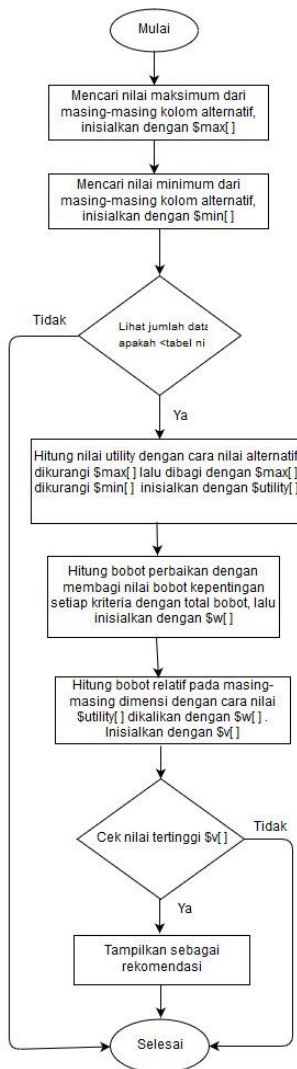 Mulai
Mencari nilai maksimum dari
masing-masing kolom alternatif,
inisialkan dengan $max[ ]
Mencari nilai minimum dari
masing-masing kolom alternatif,
inisialkan dengan $min[ ]
Tidak
Lihat jumlah data
apakah <tabel ni
Ya
Hitung nilai utility dengan cara nilai alternatif
dikurangi $max[ ] lalu dibagi dengan $max[ ]
dikurangi $min[ ] inisialkan dengan $utility[ ]
Hitung bobot perbaikan dengan
membagi nilai bobot kepentingan
setiap kriteria dengan total bobot, lalu
inisialkan dengan $w[ ]
Hitung bobot relatif pada masing-
masing dimensi dengan cara nilai
$utility[ ] dikalikan dengan $w[ ] .
Inisialkan dengan $v[ ]
Cek nilai tertinggi $v[ ]
Tidak
Ya
Tampilkan sebagai
rekomendasi
Selesai